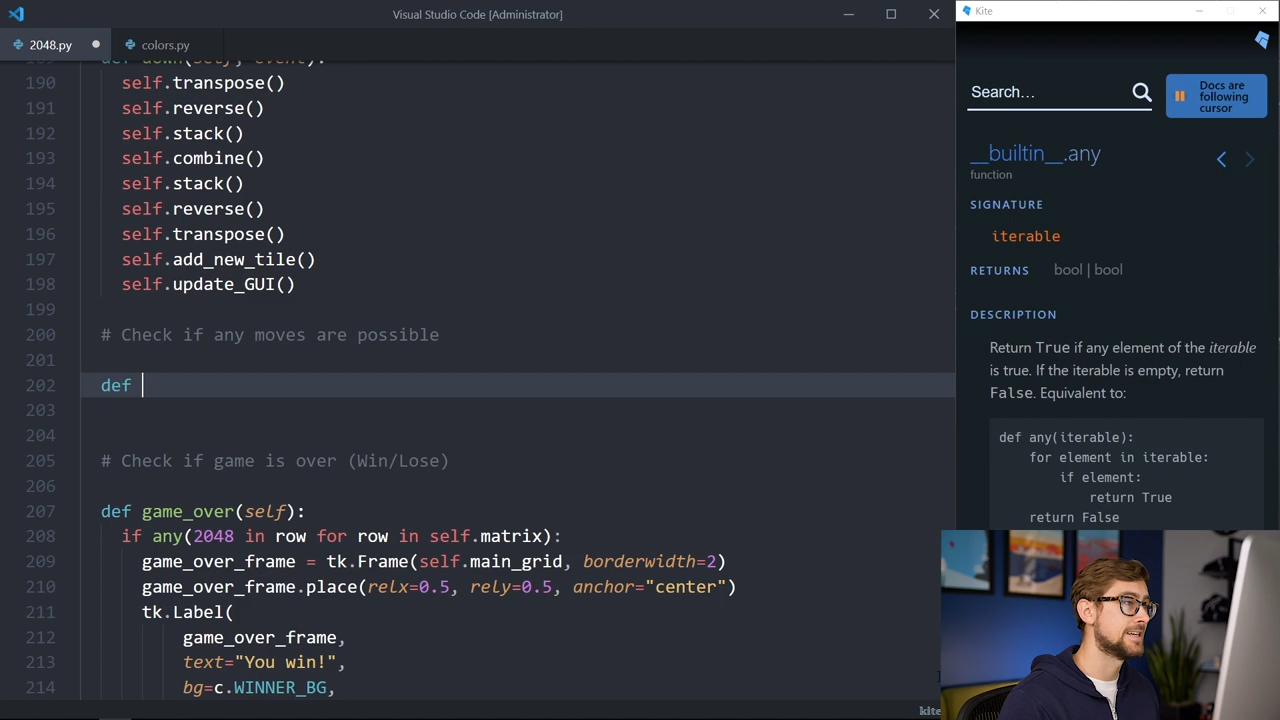 Visual Studio Code [Administrator]
2048.py
colors.py
189 def down(self, event):
190 self.transpose()
191 self.reverse()
192 self.stack()
193 self.combine()
194 self.stack()
195 self.reverse()
196 self.transpose()
197 self.add_new_tile()
198 self.update_GUI()
199
200 # Check if any moves are possible
201
202 def
203
204
205 # Check if game is over (Win/Lose)
206
207 def game_over(self):
208 if any(2048 in row for row in self.matrix):
209 game_over_frame = tk.Frame(self.main_grid, borderwidth=2)
210 game_over_frame.place(relx=0.5, rely=0.5, anchor="center")
211 tk.Label(
212 game_over_frame,
213 text="You win!",
214 bg=c.WINNER_BG,
kite
Kite
Search…
Docs are
following
cursor
__builtin__.any
function
SIGNATURE
iterable
RETURNS bool | bool
DESCRIPTION
Return True if any element of the iterable
is true. If the iterable is empty, return
False. Equivalent to:
def any(iterable):
for element in iterable:
if element:
return True
return False